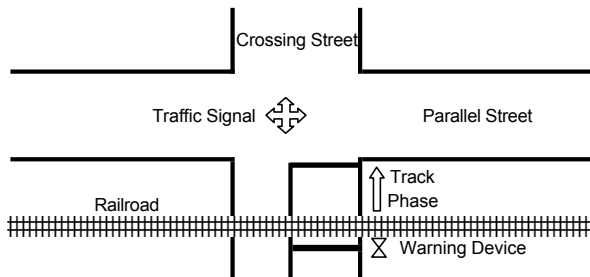 Crossing Street
Traffic Signal
Parallel Street
Track
Phase
Railroad
Warning Device